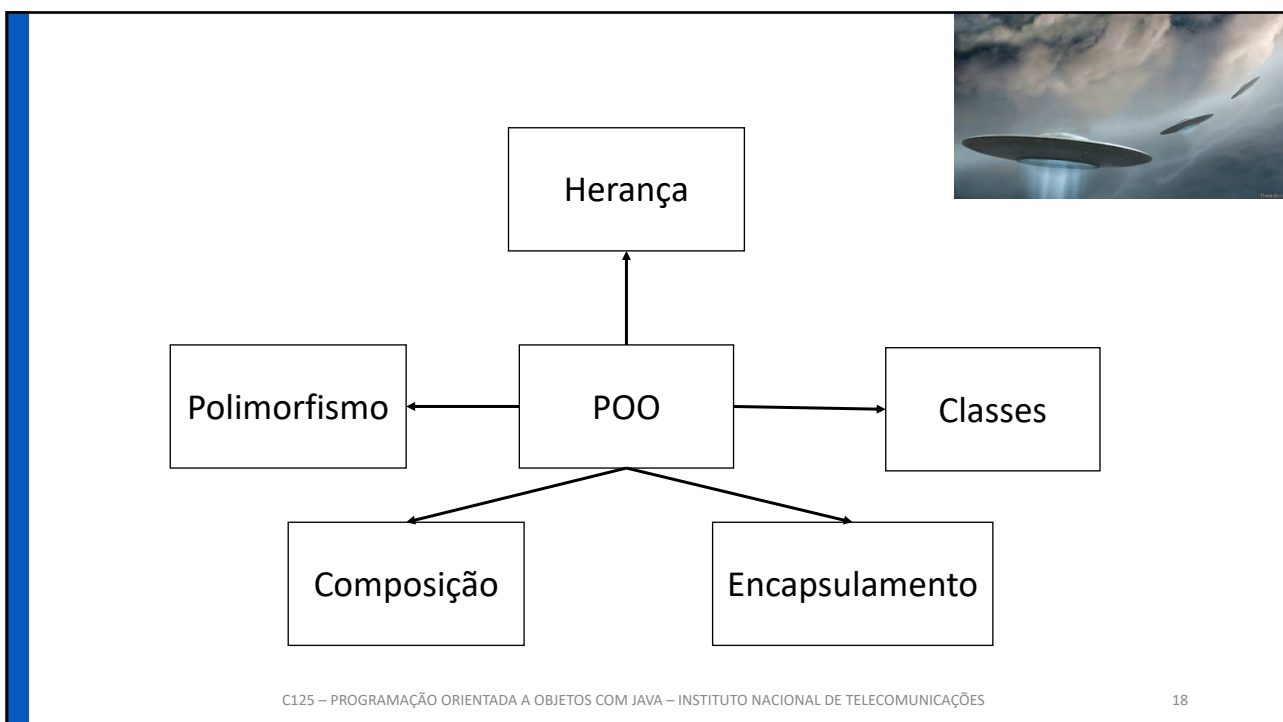 Herança
Polimorfismo
POO
Classes
Composição
Encapsulamento
C125 – PROGRAMAÇÃO ORIENTADA A OBJETOS COM JAVA – INSTITUTO NACIONAL DE TELECOMUNICAÇÕES
18